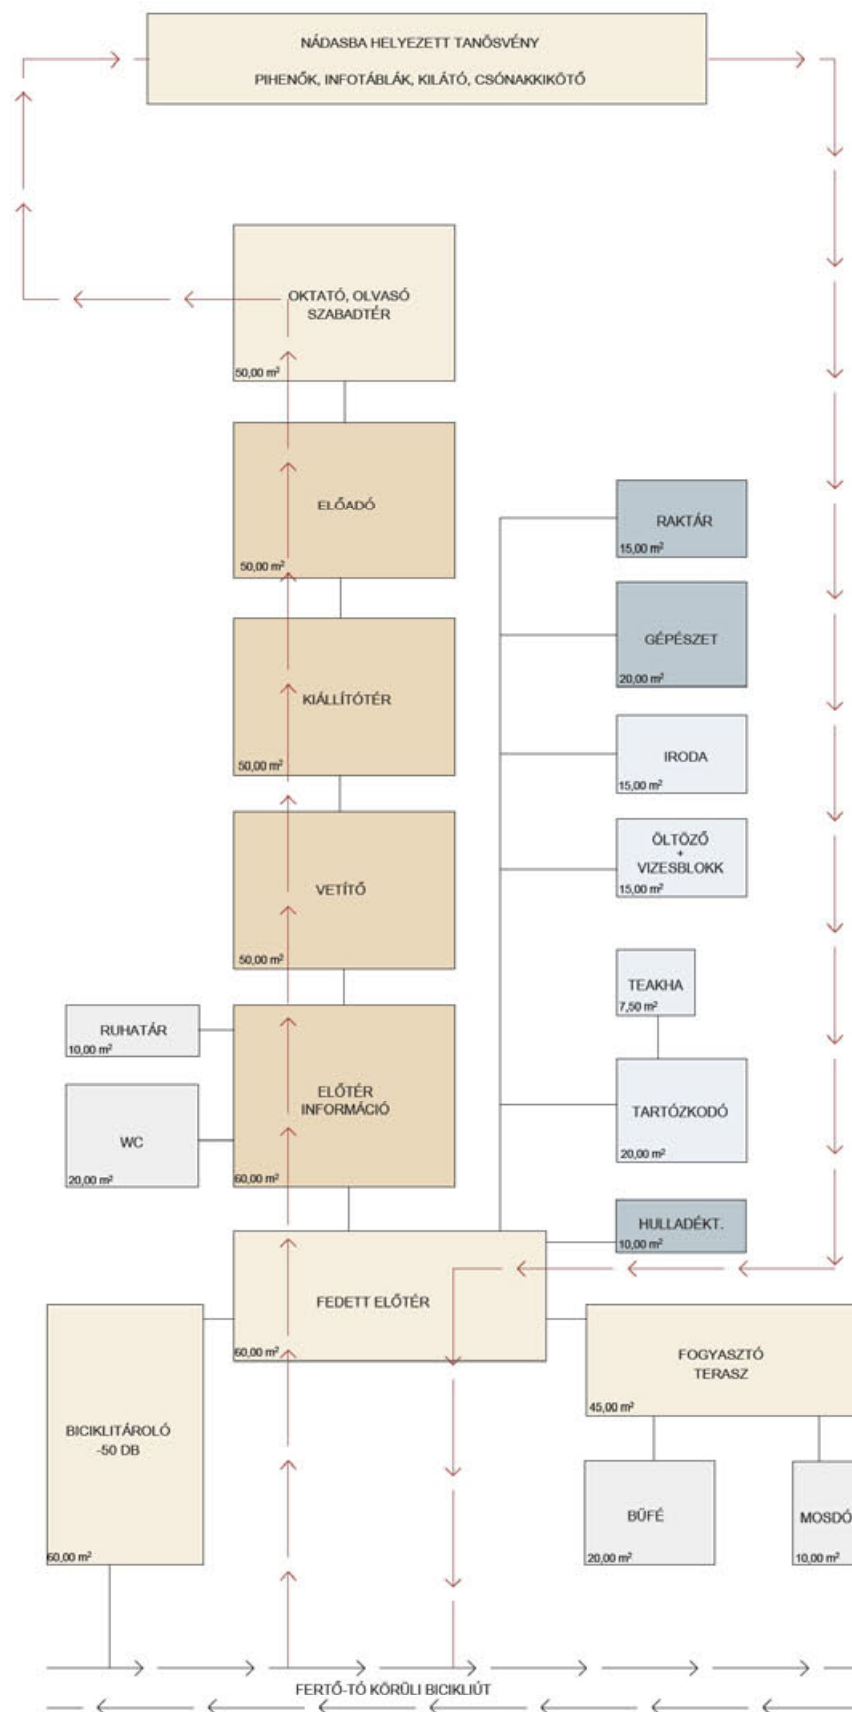 NÁDASBA HELYEZETT TANÖSVÉNY
PIHENŐK, INFOTÁBLÁK, KILÁTÓ, CSÓNAKKIKÖTŐ
OKTATÓ, OLVASÓ
SZABADTÉR
50,00 m²
ELŐADÓ
50,00 m²
RAKTÁR
15,00 m²
GÉPÉSZET
20,00 m²
KIÁLLÍTÓTÉR
50,00 m²
IRODA
15,00 m²
ÖLTÖZŐ
+
VIZESBLOKK
15,00 m²
VETÍTŐ
50,00 m²
TEAKHA
7,50 m²
RUHATÁR
10,00 m²
ELŐTÉR
INFORMÁCIÓ
60,00 m²
WC
20,00 m²
TARTÓZKODÓ
20,00 m²
HULLADÉKT.
10,00 m²
FEDETT ELŐTÉR
60,00 m²
FOGYASZTÓ
TERASZ
45,00 m²
BICIKLITÁROLÓ
-50 DB
60,00 m²
BÜFÉ
20,00 m²
MOSDÓ
10,00 m²
FERTŐ-TÓ KÖRÜLI BICIKLIÚT